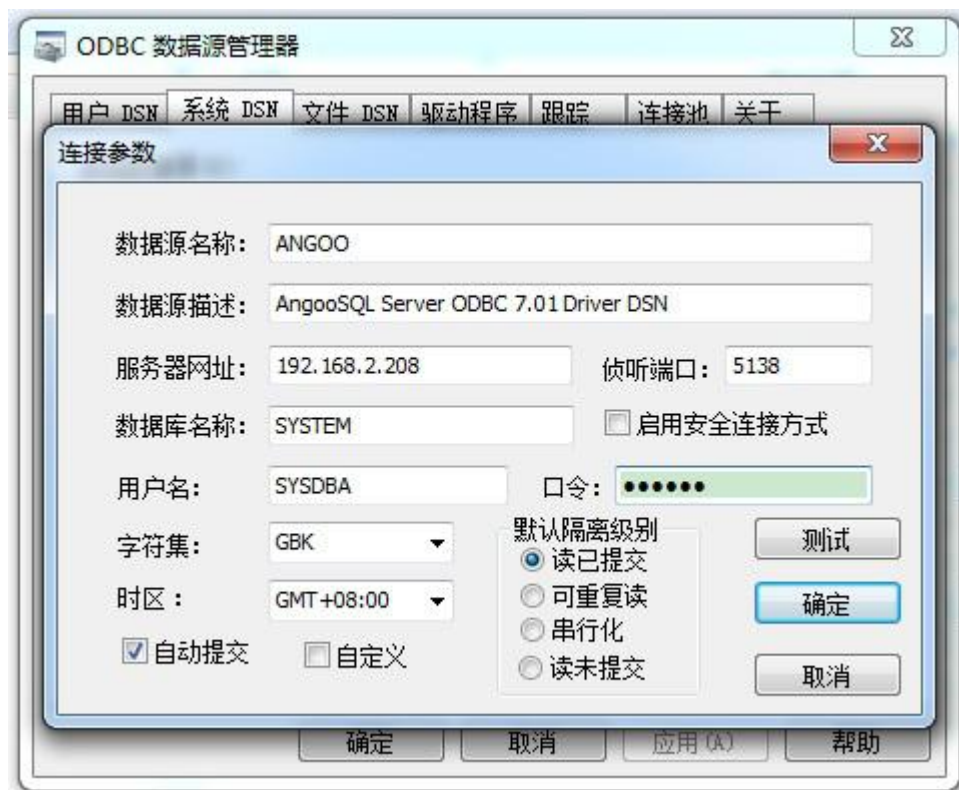 ODBC 数据源管理器
用户 DSN 系统 DSN 文件 DSN 驱动程序 跟踪 连接池 关于
连接参数
数据源名称： ANGOO
数据源描述： AngooSQL Server ODBC 7.01 Driver DSN
服务器网址： 192.168.2.208 侦听端口： 5138
数据库名称： SYSTEM 启用安全连接方式
用户名： SYSDBA 口令： ●●●●●●
字符集： GBK 默认隔离级别 测试
读已提交
时区： GMT+08:00 可重复读 确定
串行化
自动提交 自定义 读未提交 取消
确定 取消 应用(A) 帮助